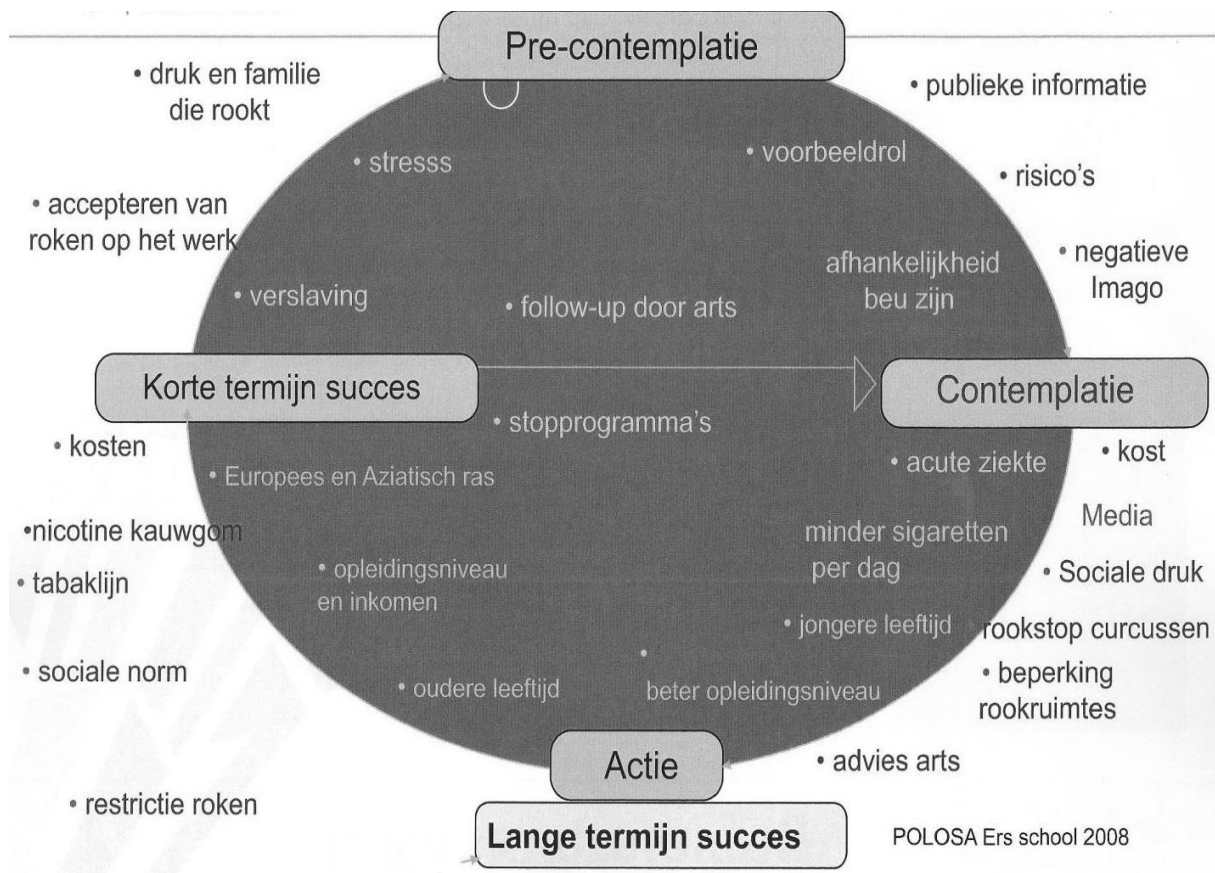 Pre-contemplatie
• druk en familie
die rookt
• publieke informatie
• stresss
• voorbeeldrol
• risico's
• accepteren van
roken op het werk
afhankelijkheid
beu zijn
• negatieve
Imago
• verslaving
• follow-up door arts
Korte termijn succes
Contemplatie
• kosten
• stopprogramma's
• acute ziekte
• kost
• Europees en Aziatisch ras
•nicotine kauwgom
minder sigaretten
per dag
Media
• tabaklijn
• opleidingsniveau
en inkomen
• Sociale druk
• jongere leeftijd
rookstop curcussen
• sociale norm
• oudere leeftijd
•
beter opleidingsniveau
• beperking
rookruimtes
Actie
• advies arts
• restrictie roken
Lange termijn succes
POLOSA Ers school 2008